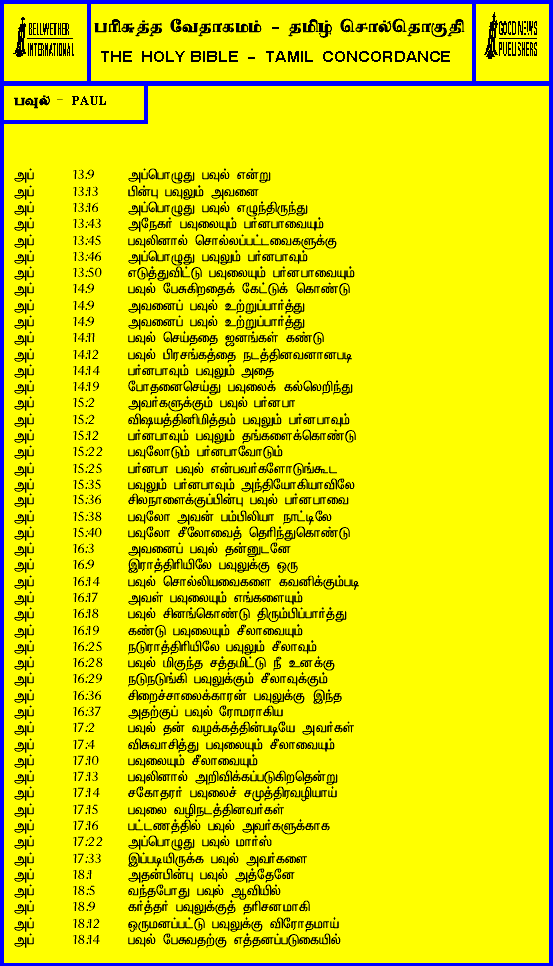 BELLWETHER
INTERNATIONAL
பரிசுத்த வேதாகமம் - தமிழ் சொல்தொகுதி
THE HOLY BIBLE - TAMIL CONCORDANCE
GOOD NEWS
PUBLISHERS
பவுல் - PAUL
அப் 13:9 அப்பொழுது பவுல் என்று
அப் 13:13 பின்பு பவுலும் அவனை
அப் 13:16 அப்பொழுது பவுல் எழுந்திருந்து
அப் 13:43 அநேகர் பவுலையும் பர்னபாவையும்
அப் 13:45 பவுலினால் சொல்லப்பட்டவைகளுக்கு
அப் 13:46 அப்பொழுது பவுலும் பர்னபாவும்
அப் 13:50 எடுத்துவிட்டு பவுலையும் பர்னபாவையும்
அப் 14:9 பவுல் பேசுகிறதைக் கேட்டுக் கொண்டு
அப் 14:9 அவனைப் பவுல் உற்றுப்பார்த்து
அப் 14:9 அவனைப் பவுல் உற்றுப்பார்த்து
அப் 14:11 பவுல் செய்ததை ஜனங்கள் கண்டு
அப் 14:12 பவுல் பிரசங்கத்தை நடத்தினவனானபடி
அப் 14:14 பர்னபாவும் பவுலும் அதை
அப் 14:19 போதனைசெய்து பவுலைக் கல்லெறிந்து
அப் 15:2 அவர்களுக்கும் பவுல் பர்னபா
அப் 15:2 விஷயத்தினிமித்தம் பவுலும் பர்னபாவும்
அப் 15:12 பர்னபாவும் பவுலும் தங்களைக்கொண்டு
அப் 15:22 பவுலோடும் பர்னபாவோடும்
அப் 15:25 பர்னபா பவுல் என்பவர்களோடுங்கூட
அப் 15:35 பவுலும் பர்னபாவும் அந்தியோகியாவிலே
அப் 15:36 சிலநாளைக்குப்பின்பு பவுல் பர்னபாவை
அப் 15:38 பவுலோ அவன் பம்பிலியா நாட்டிலே
அப் 15:40 பவுலோ சீலோவைத் தெரிந்துகொண்டு
அப் 16:3 அவனைப் பவுல் தன்னுடனே
அப் 16:9 இராத்திரியிலே பவுலுக்கு ஒரு
அப் 16:14 பவுல் சொல்லியவைகளை கவனிக்கும்படி
அப் 16:17 அவள் பவுலையும் எங்களையும்
அப் 16:18 பவுல் சினங்கொண்டு திரும்பிப்பார்த்து
அப் 16:19 கண்டு பவுலையும் சீலாவையும்
அப் 16:25 நடுராத்திரியிலே பவுலும் சீலாவும்
அப் 16:28 பவுல் மிகுந்த சத்தமிட்டு நீ உனக்கு
அப் 16:29 நடுநடுங்கி பவுலுக்கும் சீலாவுக்கும்
அப் 16:36 சிறைச்சாலைக்காரன் பவுலுக்கு இந்த
அப் 16:37 அதற்குப் பவுல் ரோமராகிய
அப் 17:2 பவுல் தன் வழக்கத்தின்படியே அவர்கள்
அப் 17:4 விசுவாசித்து பவுலையும் சீலாவையும்
அப் 17:10 பவுலையும் சீலாவையும்
அப் 17:13 பவுலினால் அறிவிக்கப்படுகிறதென்று
அப் 17:14 சகோதரர் பவுலைச் சமுத்திரவழியாய்
அப் 17:15 பவுலை வழிநடத்தினவர்கள்
அப் 17:16 பட்டணத்தில் பவுல் அவர்களுக்காக
அப் 17:22 அப்பொழுது பவுல் மார்ஸ்
அப் 17:33 இப்படியிருக்க பவுல் அவர்களை
அப் 18:1 அதன்பின்பு பவுல் அத்தேனே
அப் 18:5 வந்தபோது பவுல் ஆவியில்
அப் 18:9 கர்த்தர் பவுலுக்குத் தரிசனமாகி
அப் 18:12 ஒருமனப்பட்டு பவுலுக்கு விரோதமாய்
அப் 18:14 பவுல் பேசுவதற்கு எத்தனப்படுகையில்